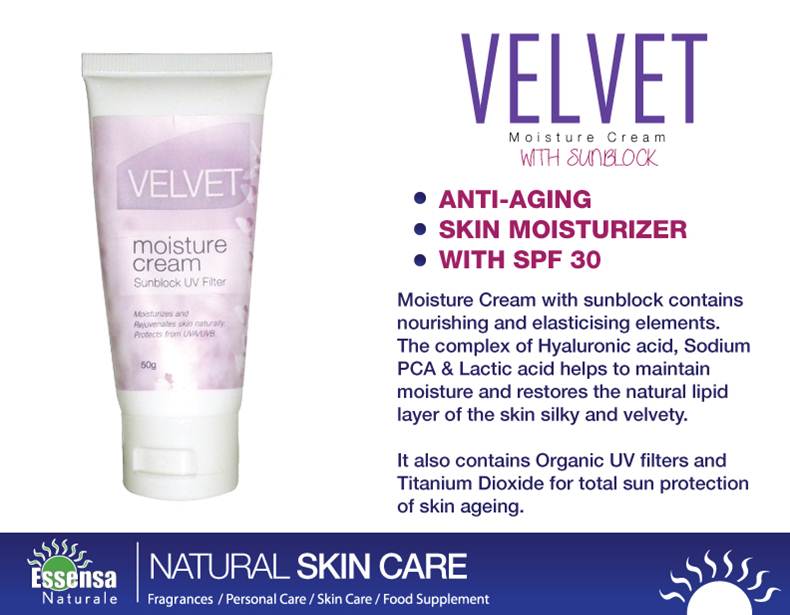 VELVET
moisture
cream
Sunblock UV Filter
Moisturizes and
Rejuvenates skin naturally.
Protects from UVA/UVB.
50g
VELVET
Moisture Cream
WITH SUNBLOCK
• ANTI-AGING
• SKIN MOISTURIZER
• WITH SPF 30
Moisture Cream with sunblock contains
nourishing and elasticising elements.
The complex of Hyaluronic acid, Sodium
PCA & Lactic acid helps to maintain
moisture and restores the natural lipid
layer of the skin silky and velvety.
It also contains Organic UV filters and
Titanium Dioxide for total sun protection
of skin ageing.
Essensa
Naturale
NATURAL SKIN CARE
Fragrances / Personal Care / Skin Care / Food Supplement